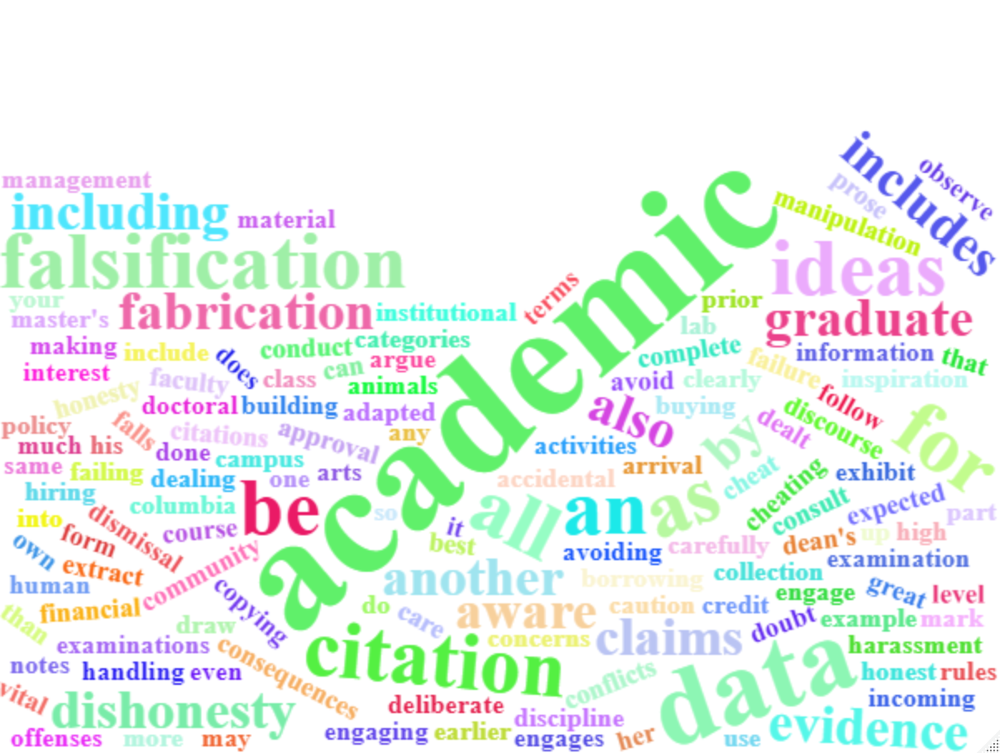 includes
observe
prose
management
manipulation
including
material
academic
falsification
ideas
terms
your
fabrication
institutional
prior
graduate
master's
lab
making
include
does
conduct
categories
complete
failure
information
that
interest
faculty
class
can
argue
animals
avoid
clearly
inspiration
honesty
doctoral
building
adapted
also
buying
follow
discourse
dealt
for
policy
falls
citations
approval
any
by
much
his
done
campus
activities
arrival
same
failing
dealing
one
arts
accidental
cheat
cheating
exhibit
hiring
columbia
be
so
all
an
as
consult
expected
part
into
form
dismissal
course
it
best
avoiding
carefully
dean's
up
high
own
extract
community
another
borrowing
collection
examination
human
financial
copying
do
care
aware
caution
credit
engage
great
level
than
draw
concerns
claims
doubt
example
mark
examinations
consequences
citation
data
harassment
notes
handling
even
conflicts
honest
rules
vital
dishonesty
deliberate
discipline
incoming
offenses
more
may
engaging
earlier
engages
her
use
evidence